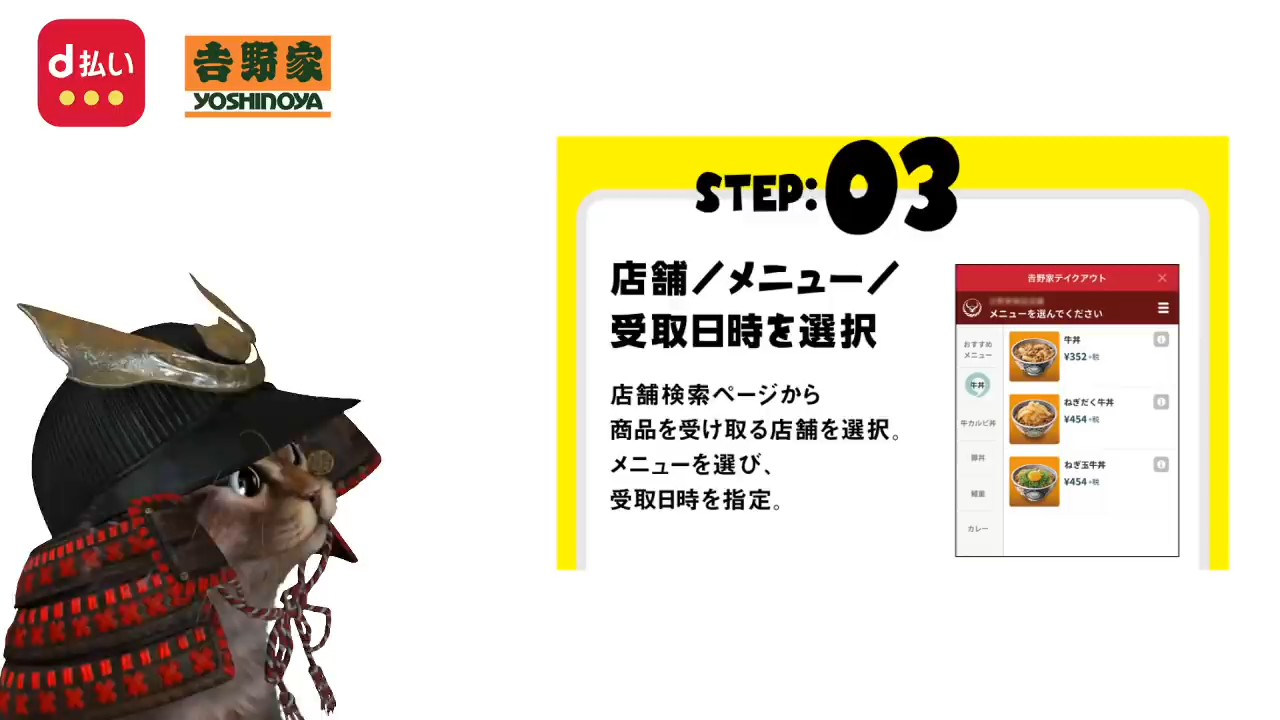 d払い
吉野家
YOSHINOYA
STEP:03
店舗/メニュー/
受取日時を選択
店舗検索ページから
商品を受け取る店舗を選択。
メニューを選び、
受取日時を指定。
吉野家テイクアウト
メニューを選んでください
おすすめ
メニュー
牛丼
牛カルビ丼
豚丼
カレー
牛丼
¥352+税
ねぎだく牛丼
¥454+税
ねぎ玉牛丼
¥454+税